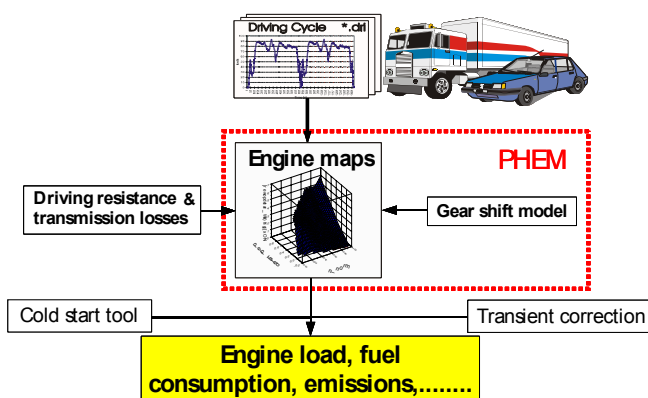 Driving Cycle *.dri
PHEM
Engine maps
Driving resistance &
transmission losses
Gear shift model
Cold start tool
Transient correction
Engine load, fuel
consumption, emissions,........